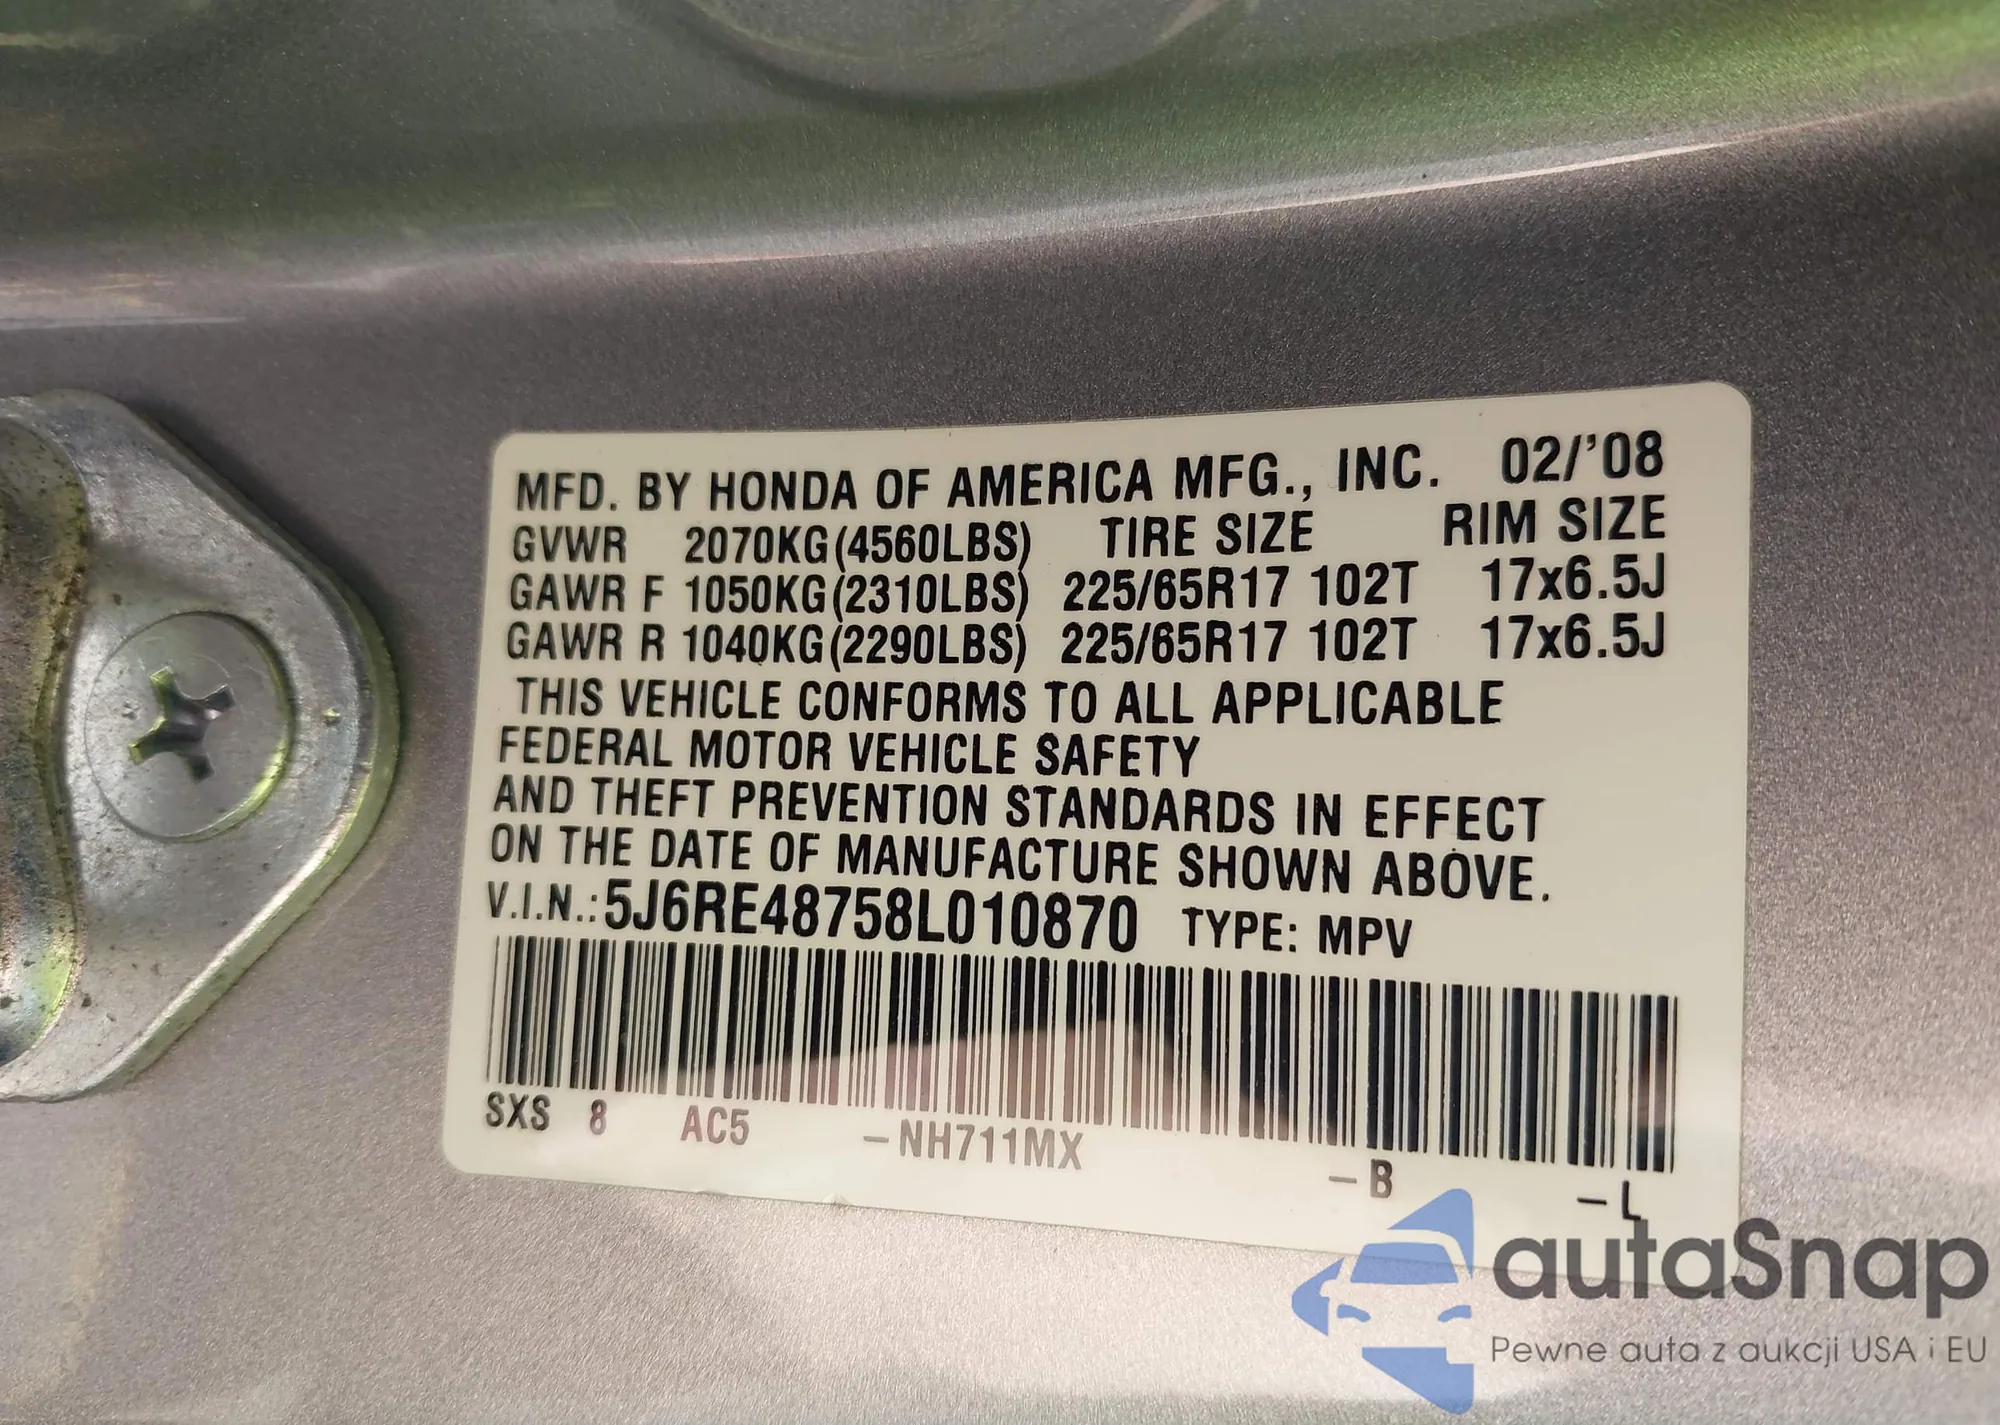 MFD. BY HONDA OF AMERICA MFG., INC. 02/'08
GVWR 2070KG(4560LBS) TIRE SIZE RIM SIZE
GAWR F 1050KG(2310LBS) 225/65R17 102T 17x6.5J
GAWR R 1040KG(2290LBS) 225/65R17 102T 17x6.5J
THIS VEHICLE CONFORMS TO ALL APPLICABLE
FEDERAL MOTOR VEHICLE SAFETY
AND THEFT PREVENTION STANDARDS IN EFFECT
ON THE DATE OF MANUFACTURE SHOWN ABOVE.
V.I.N.:5J6RE48758L010870 TYPE: MPV
SXS 8 AC5 –NH711MX –B –L
autaSnap
Pewne auta z aukcji USA i EU